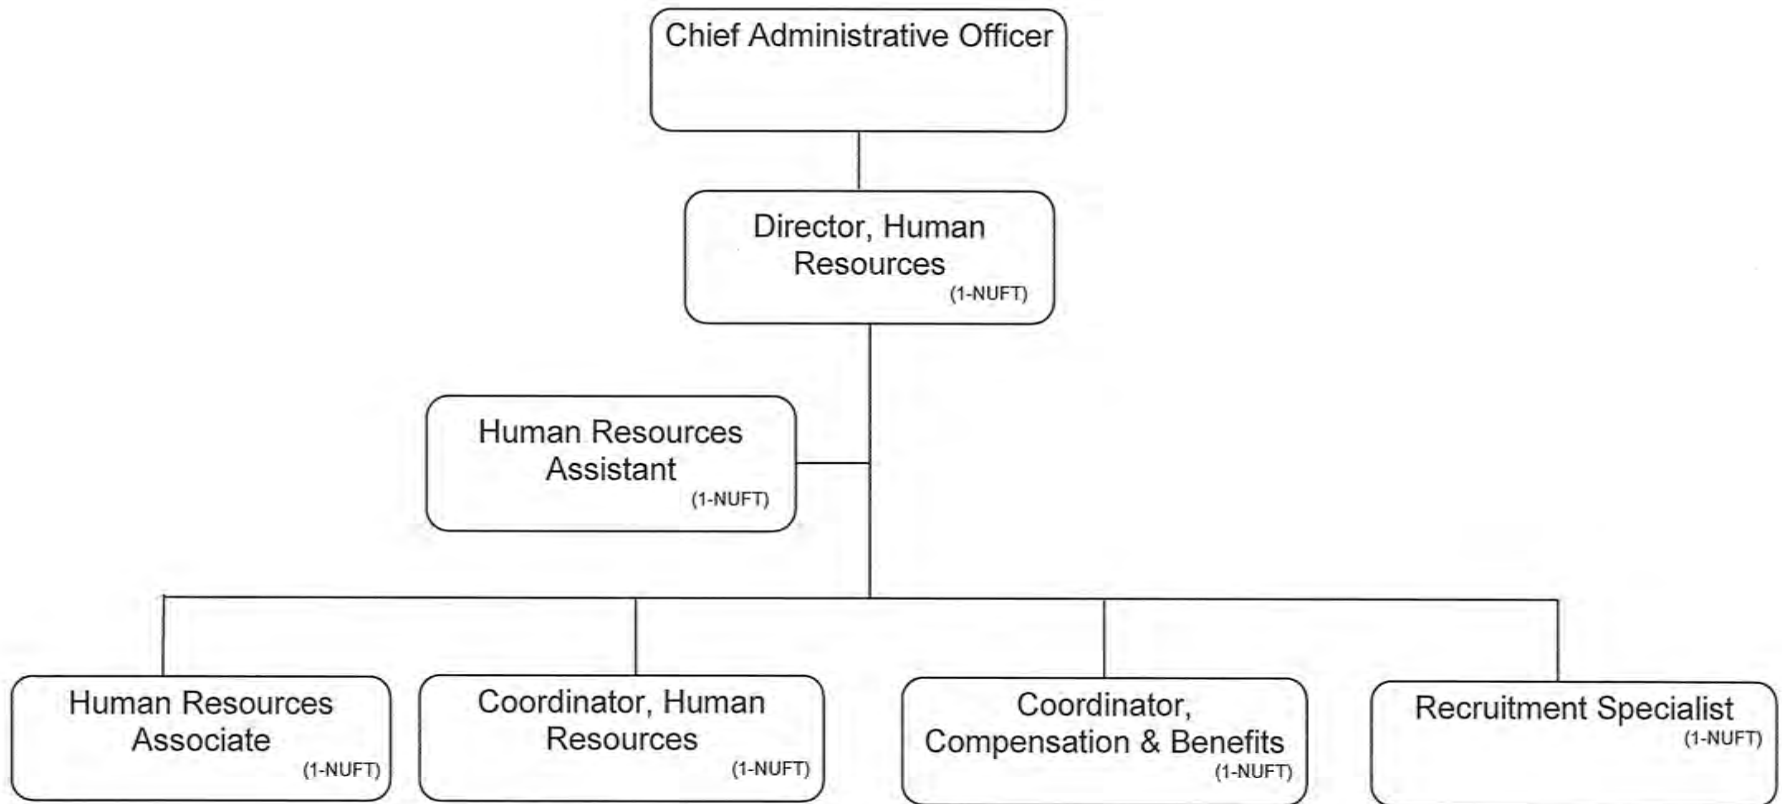 Chief Administrative Officer
Director, Human
Resources
(1-NUFT)
Human Resources
Assistant
(1-NUFT)
Human Resources
Associate
(1-NUFT)
Coordinator, Human
Resources
(1-NUFT)
Coordinator,
Compensation & Benefits
(1-NUFT)
Recruitment Specialist
(1-NUFT)